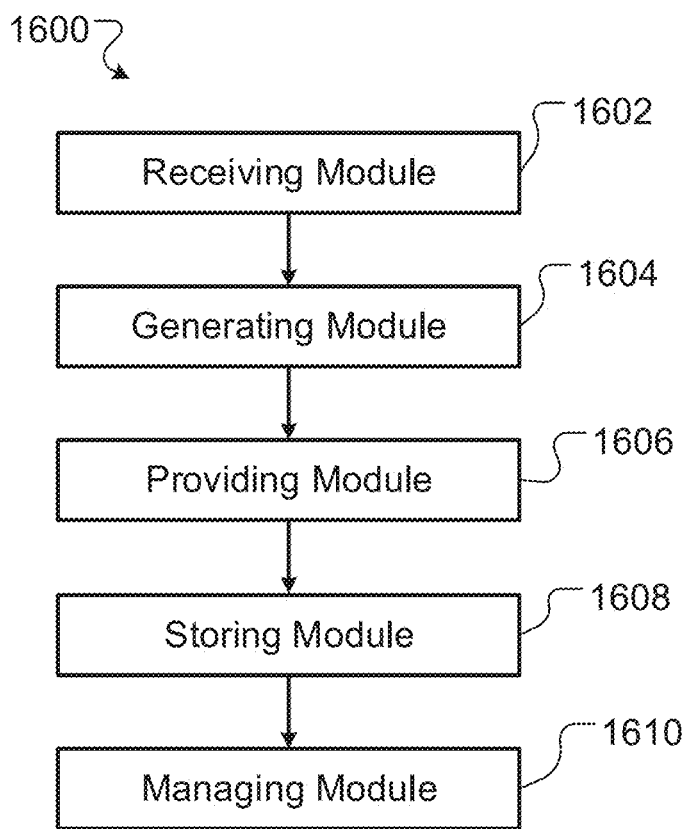 1600
1602
Receiving Module
1604
Generating Module
1606
Providing Module
1608
Storing Module
1610
Managing Module